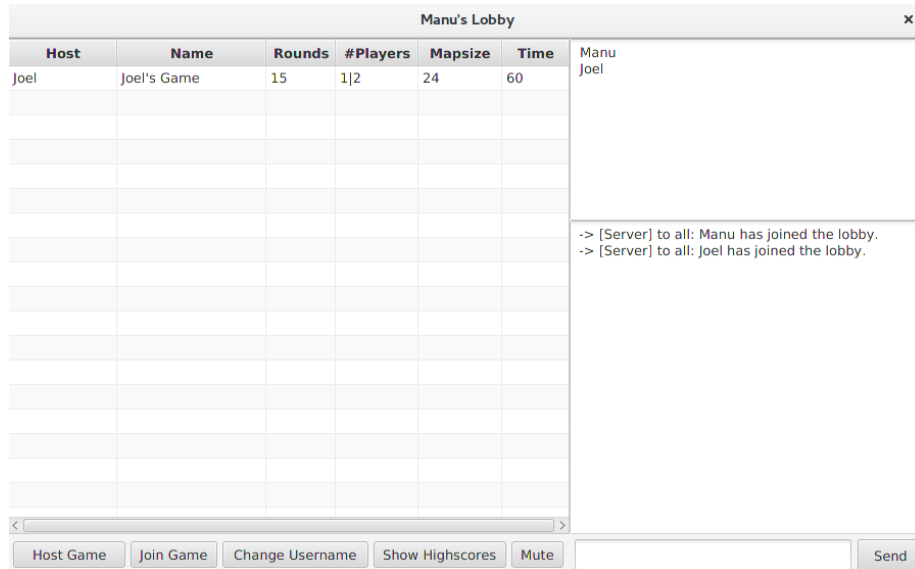 Manu's Lobby ×
Host Name Rounds #Players Mapsize Time
Joel Joel's Game 15 1|2 24 60
Manu
Joel
-> [Server] to all: Manu has joined the lobby.
-> [Server] to all: Joel has joined the lobby.
Host Game Join Game Change Username Show Highscores Mute Send